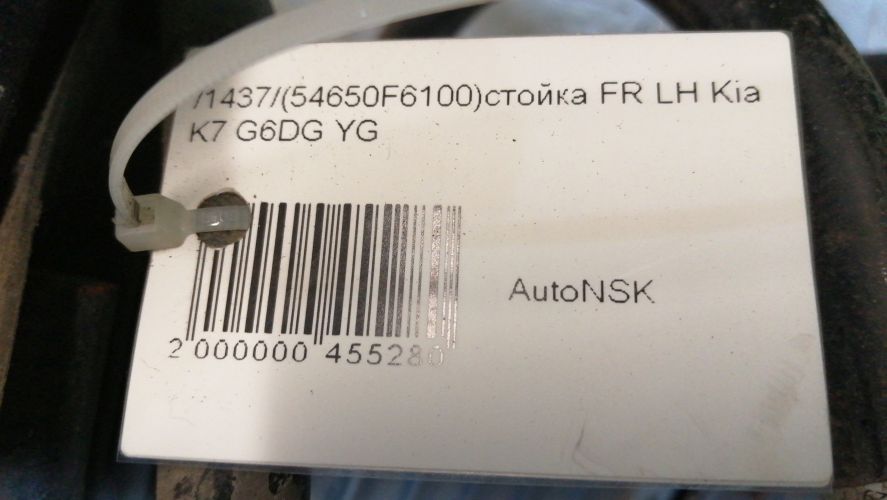 /1437/(54650F6100)стойка FR LH Kia
K7 G6DG YG
AutoNSK
2 000000 455280